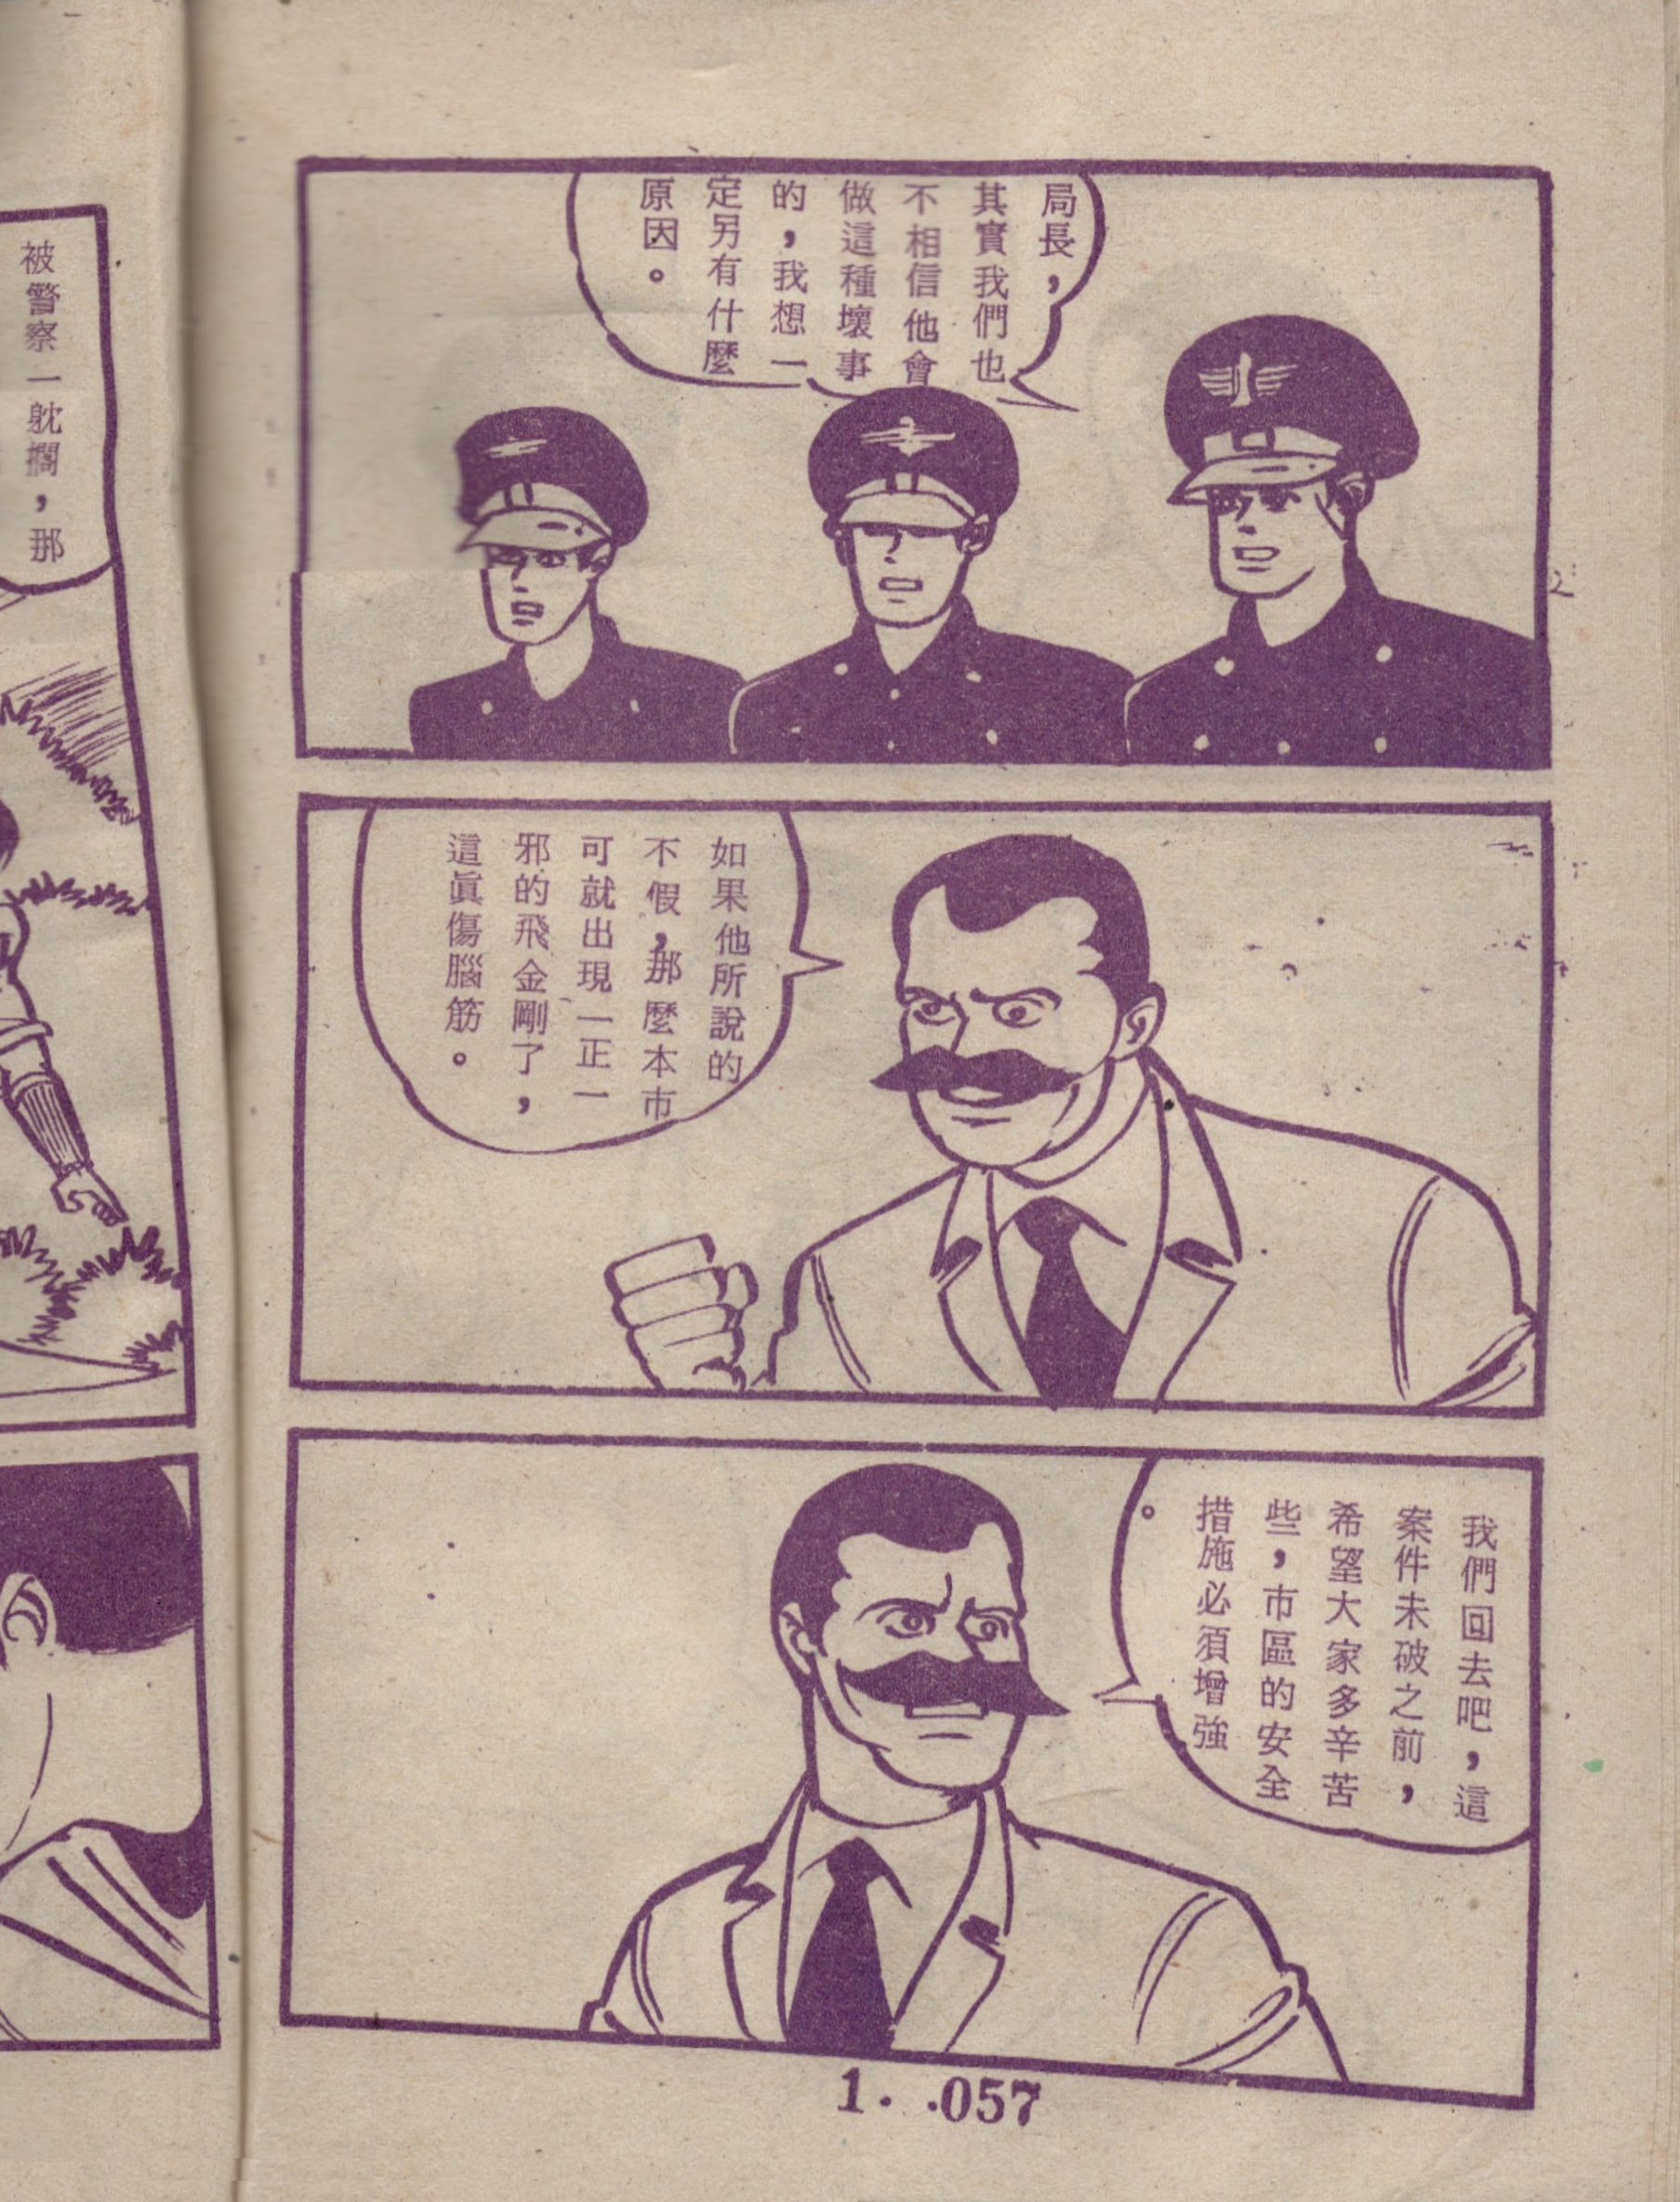 局長，
其實我們也
不相信他會
做這種壞事
的，我想一
定另有什麼
原因。
如果他所說的
不假，那麼本市
可就出現一正一
邪的飛金剛了，
這眞傷腦筋。
我們回去吧，這
案件未破之前，
希望大家多辛苦
些，市區的安全
措施必須增強
。
1．．057
被警察一躭擱，那